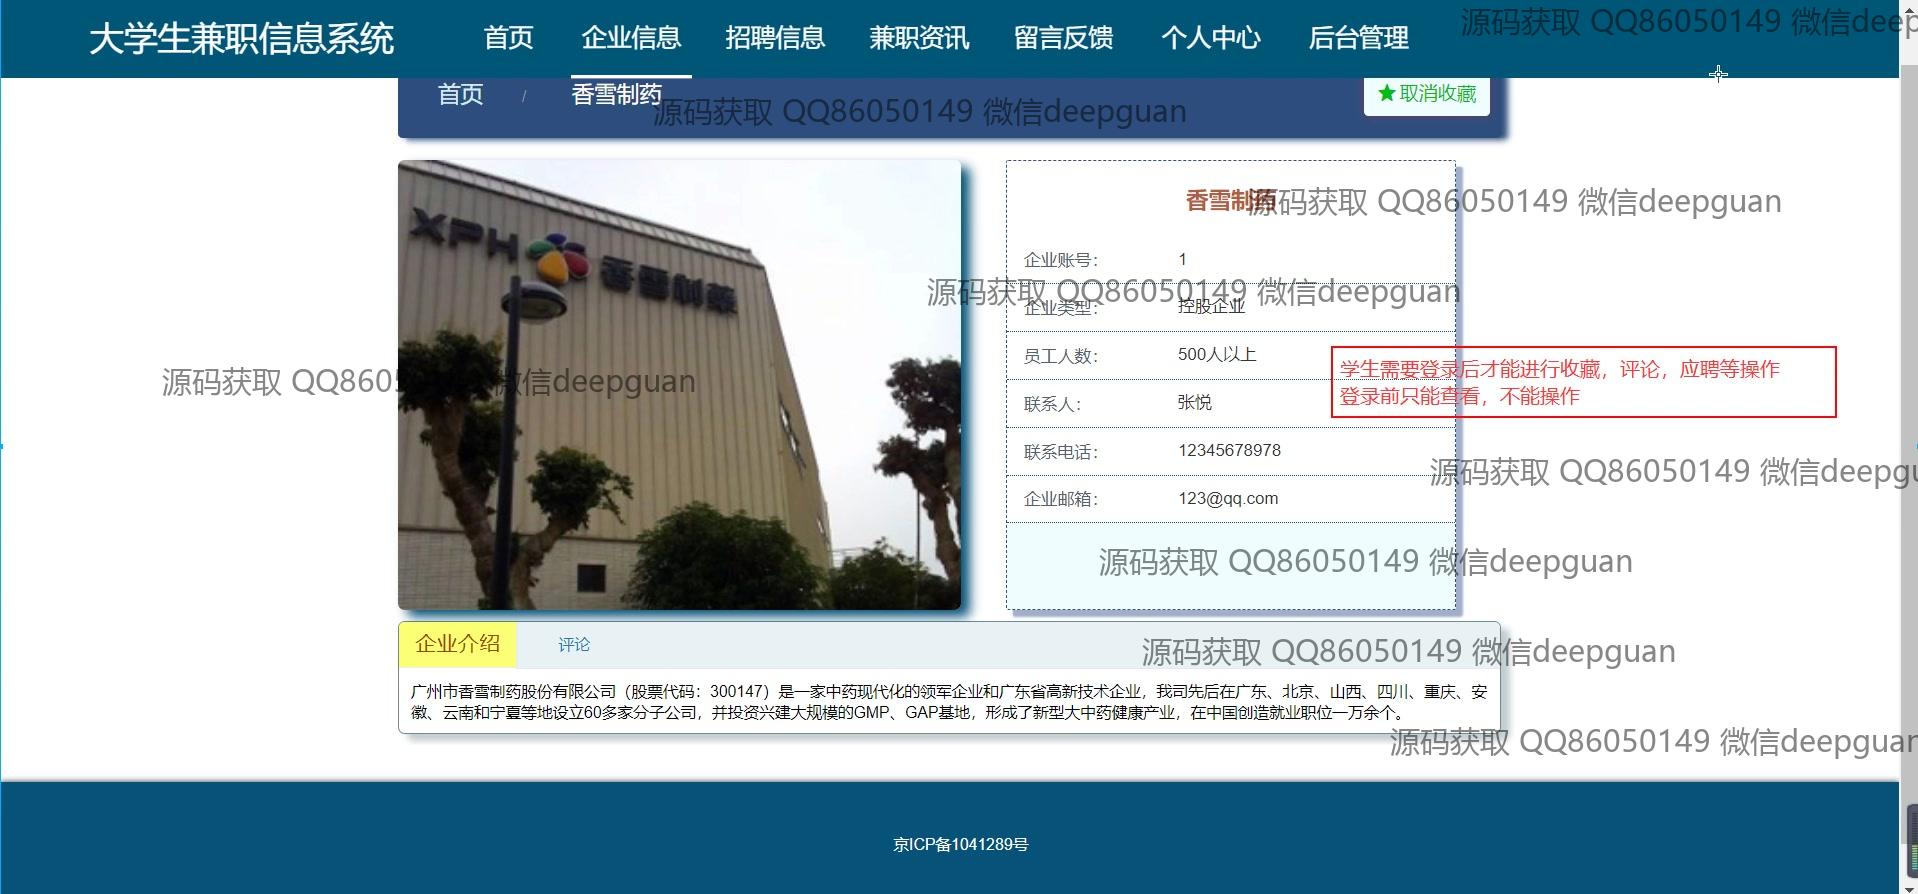 大学生兼职信息系统 首页 企业信息 招聘信息 兼职资讯 留言反馈 个人中心 后台管理
源码获取 QQ86050149 微信deep
首页 / 香雪制药 ★取消收藏
源码获取 QQ86050149 微信deepguan
XPH 香雪制药
香雪制药
源码获取 QQ86050149 微信deepguan
企业账号： 1
源码获取 QQ86050149 微信deepguan
企业类型： 控股企业
员工人数： 500人以上
学生需要登录后才能进行收藏，评论，应聘等操作
登录前只能查看，不能操作
源码获取 QQ8605 微信deepguan
联系人： 张悦
联系电话： 12345678978
源码获取 QQ86050149 微信deepgu
企业邮箱： 123@qq.com
源码获取 QQ86050149 微信deepguan
企业介绍 评论
源码获取 QQ86050149 微信deepguan
广州市香雪制药股份有限公司（股票代码：300147）是一家中药现代化的领军企业和广东省高新技术企业，我司先后在广东、北京、山西、四川、重庆、安
徽、云南和宁夏等地设立60多家分子公司，并投资兴建大规模的GMP、GAP基地，形成了新型大中药健康产业，在中国创造就业职位一万余个。
源码获取 QQ86050149 微信deepguan
京ICP备1041289号